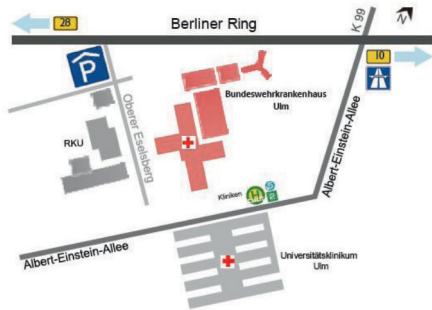 28
Berliner Ring
K 99
N
10
P
Oberer Eselsberg
Bundeswehrkrankenhaus
Ulm
RKU
Albert-Einstein-Allee
Kliniken
H
Albert-Einstein-Allee
Universitätsklinikum
Ulm